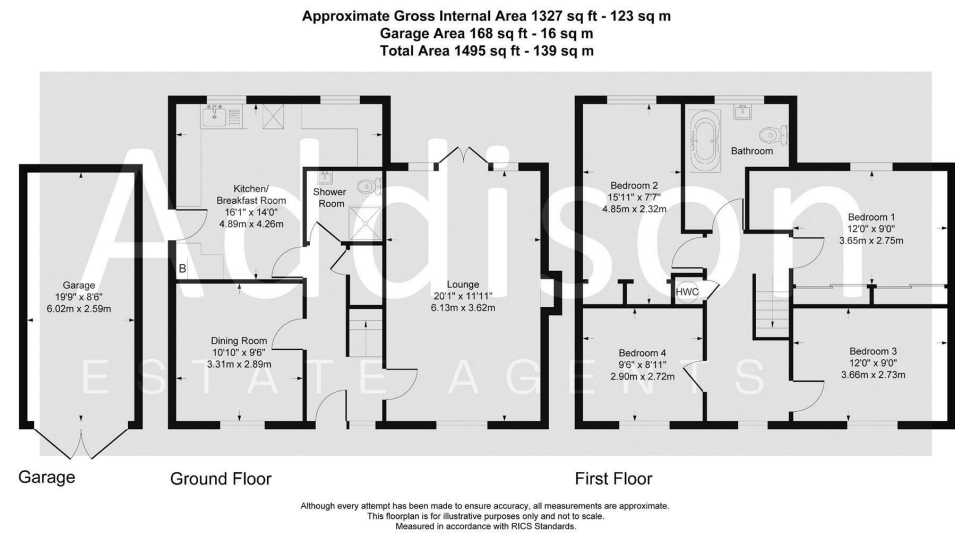 Approximate Gross Internal Area 1327 sq ft - 123 sq m
Garage Area 168 sq ft - 16 sq m
Total Area 1495 sq ft - 139 sq m
Addison
ESTATE AGENTS
Garage
19'9" x 8'6"
6.02m x 2.59m
Kitchen/
Breakfast Room
16'1" x 14'0"
4.89m x 4.26m
B
Shower
Room
Dining Room
10'10" x 9'6"
3.31m x 2.89m
Lounge
20'1" x 11'11"
6.13m x 3.62m
Bedroom 2
15'11" x 7'7"
4.85m x 2.32m
Bathroom
Bedroom 1
12'0" x 9'0"
3.65m x 2.75m
HWC
Bedroom 4
9'6" x 8'11"
2.90m x 2.72m
Bedroom 3
12'0" x 9'0"
3.66m x 2.73m
Garage
Ground Floor
First Floor
Although every attempt has been made to ensure accuracy, all measurements are approximate.
This floorplan is for illustrative purposes only and not to scale.
Measured in accordance with RICS Standards.